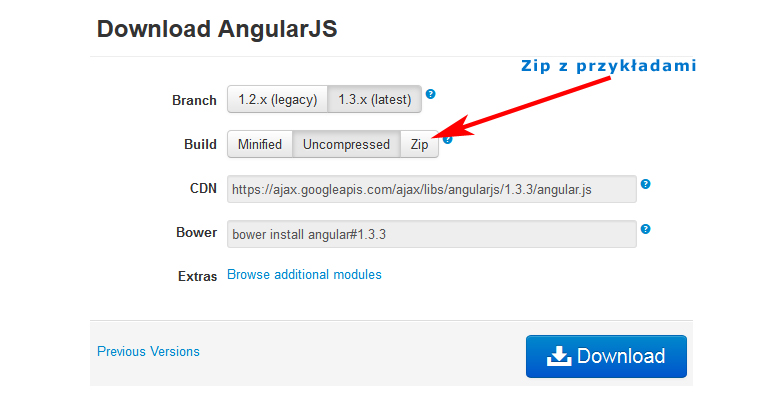 Download AngularJS
Zip z przykładami
Branch 1.2.x (legacy) 1.3.x (latest) ?
Build Minified Uncompressed Zip ?
CDN https://ajax.googleapis.com/ajax/libs/angularjs/1.3.3/angular.js ?
Bower bower install angular#1.3.3 ?
Extras Browse additional modules
Previous Versions Download